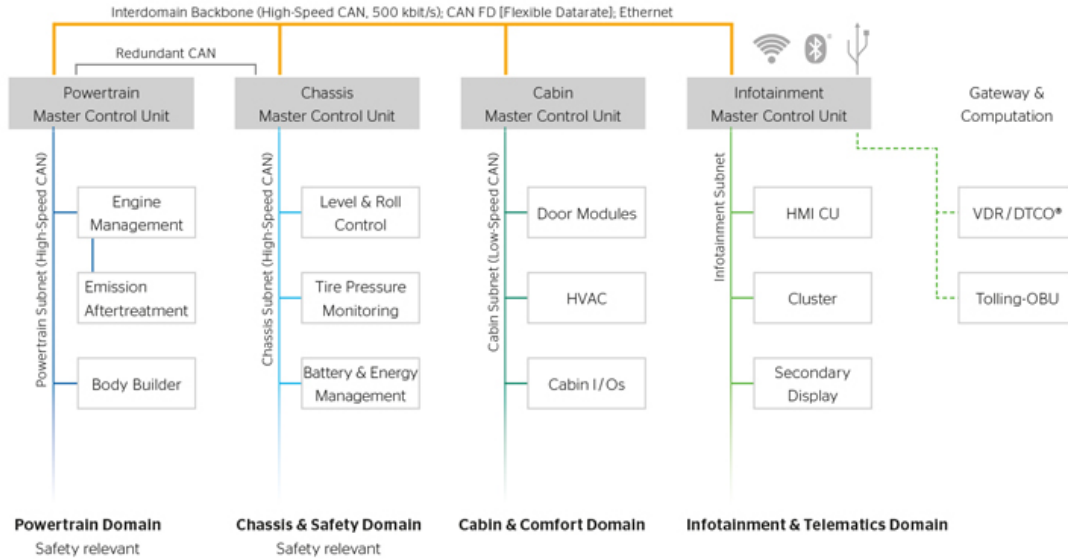 Interdomain Backbone (High-Speed CAN, 500 kbit/s); CAN FD [Flexible Datarate]; Ethernet
Redundant CAN
Powertrain
Master Control Unit
Chassis
Master Control Unit
Cabin
Master Control Unit
Infotainment
Master Control Unit
Gateway &
Computation
Powertrain Subnet (High-Speed CAN)
Engine
Management
Emission
Aftertreatment
Body Builder
Chassis Subnet (High-Speed CAN)
Level & Roll
Control
Tire Pressure
Monitoring
Battery & Energy
Management
Cabin Subnet (Low-Speed CAN)
Door Modules
HVAC
Cabin I/Os
Infotainment Subnet
HMI CU
Cluster
Secondary
Display
VDR/DTCO®
Tolling-OBU
Powertrain Domain
Safety relevant
Chassis & Safety Domain
Safety relevant
Cabin & Comfort Domain
Infotainment & Telematics Domain